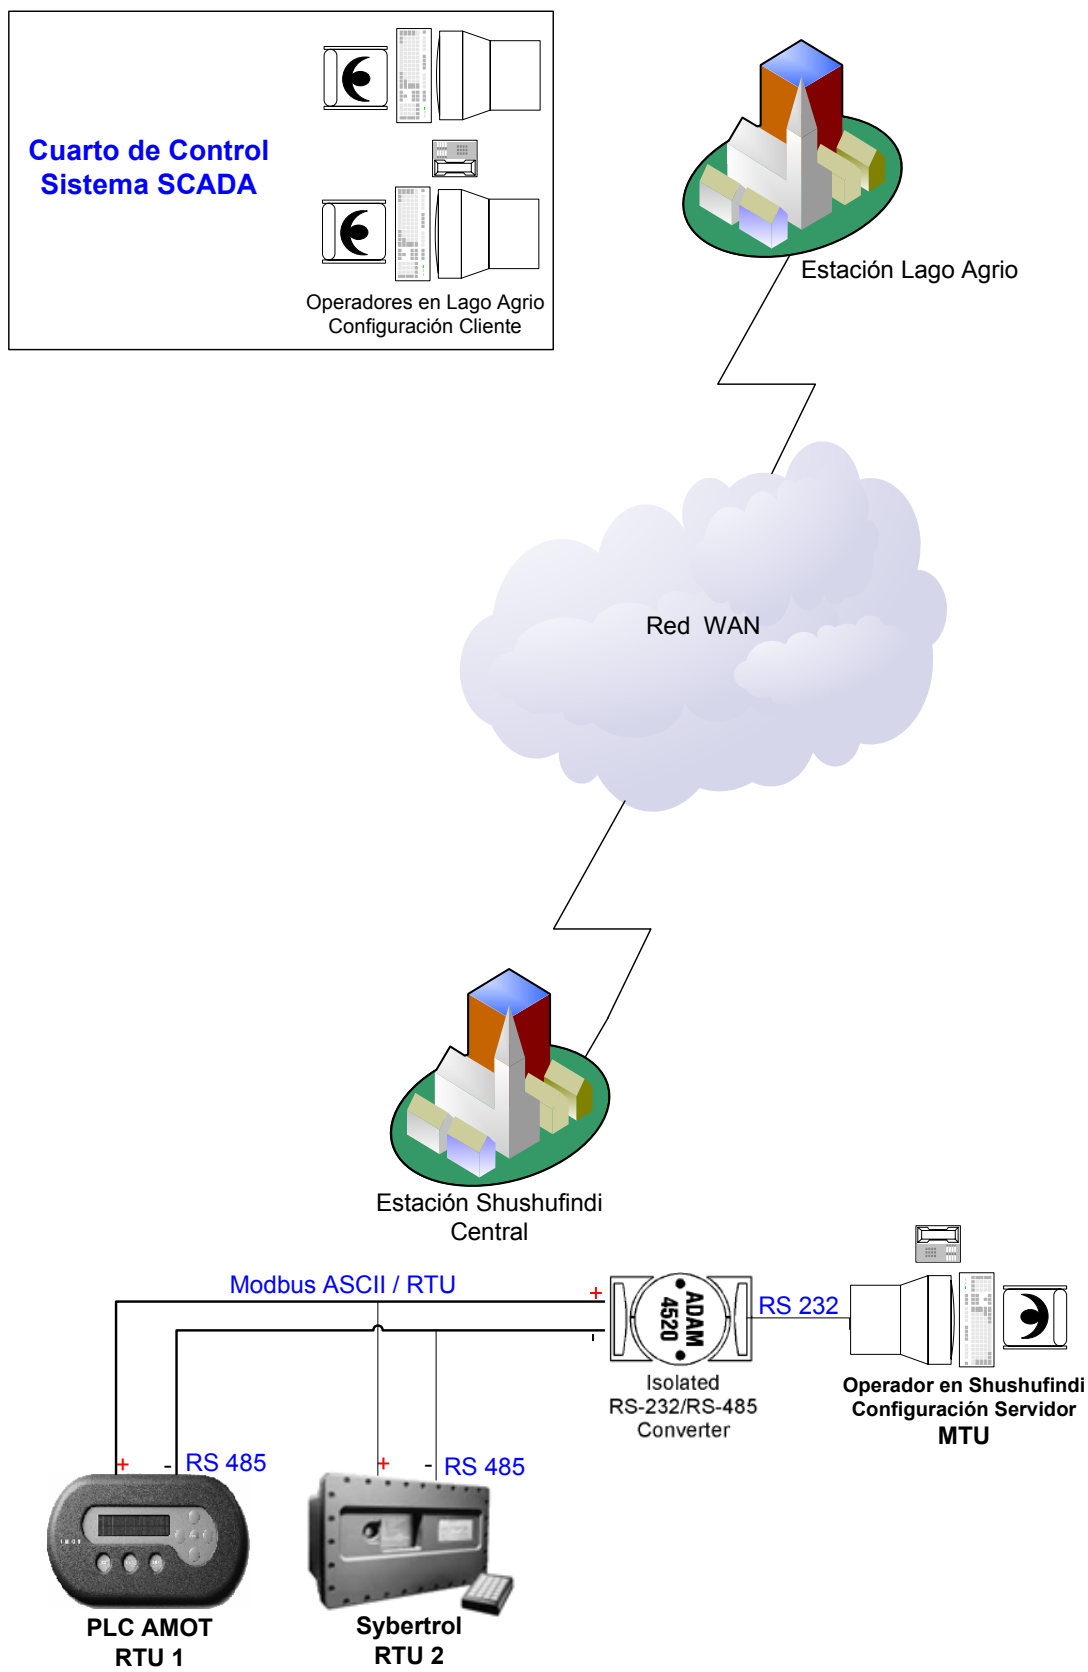 Cuarto de Control
Sistema SCADA
Operadores en Lago Agrio
Configuración Cliente
Estación Lago Agrio
Red WAN
Estación Shushufindi
Central
Modbus ASCII / RTU
+
-
ADAM
4520
RS 232
Isolated
RS-232/RS-485
Converter
Operador en Shushufindi
Configuración Servidor
MTU
+
-
RS 485
+
-
RS 485
PLC AMOT
RTU 1
Sybertrol
RTU 2